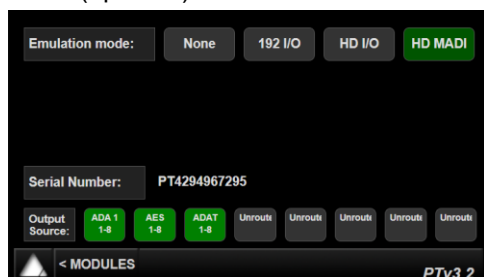 Emulation mode: None 192 I/O HD I/O HD MADI
Serial Number: PT4294967295
Output ADA 1 AES ADAT Unroute Unroute Unroute Unroute Unroute
Source: 1-8 1-8 1-8
< MODULES
PTv3.2